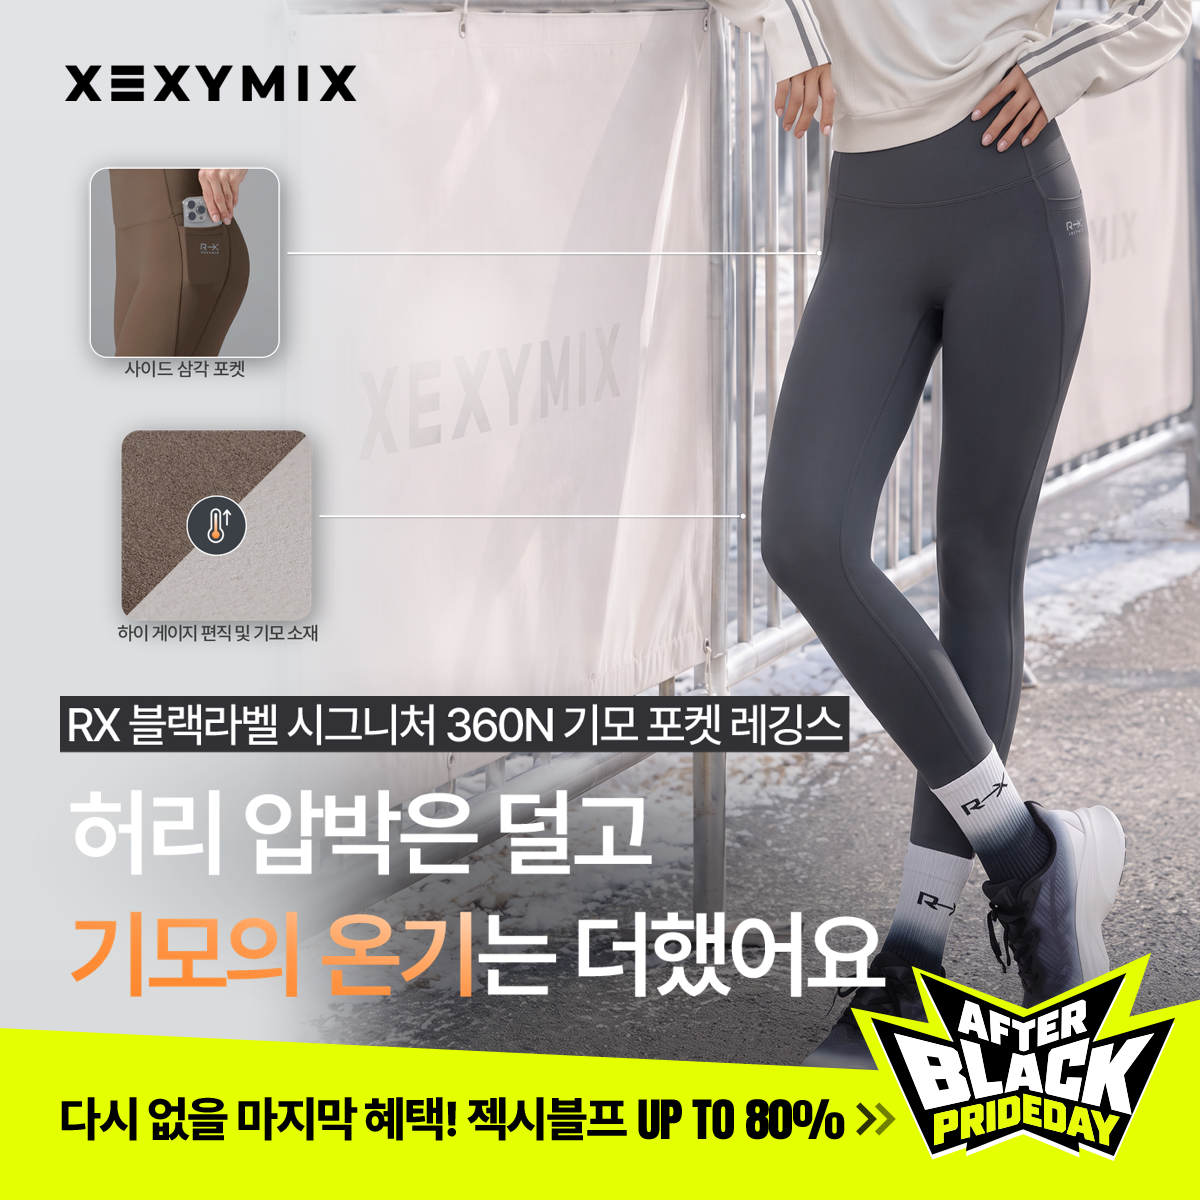 XEXYMIX
R-X
사이드 삼각 포켓
R-X
XIX
XEXYMIX
하이 게이지 편직 및 기모 소재
RX 블랙라벨 시그니처 360N 기모 포켓 레깅스
허리 압박은 덜고
기모의 온기는 더했어요
R-X
R-X
다시 없을 마지막 혜택! 젝시블프 UP TO 80% >>
AFTER
BLACK
PRIDEDAY